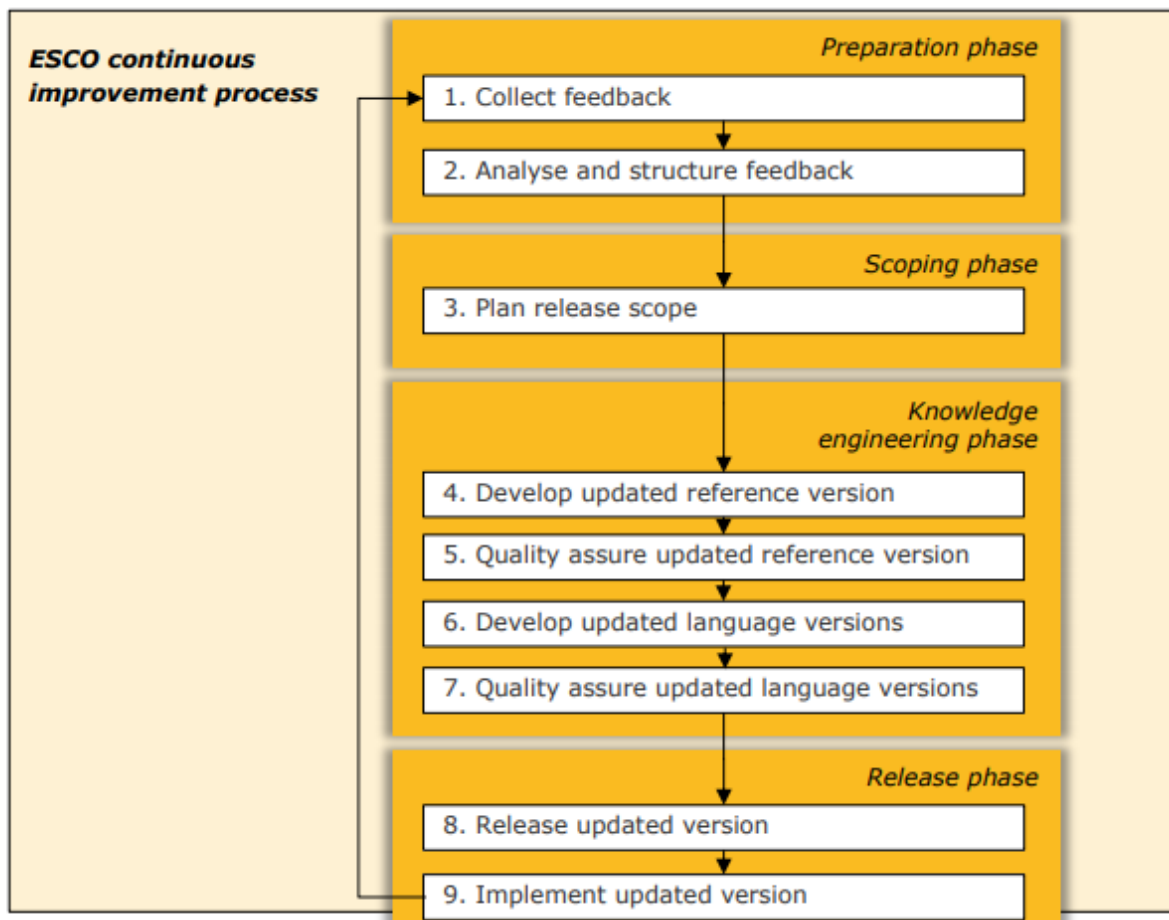 ESCO continuous
improvement process
Preparation phase
1. Collect feedback
2. Analyse and structure feedback
Scoping phase
3. Plan release scope
Knowledge
engineering phase
4. Develop updated reference version
5. Quality assure updated reference version
6. Develop updated language versions
7. Quality assure updated language versions
Release phase
8. Release updated version
9. Implement updated version